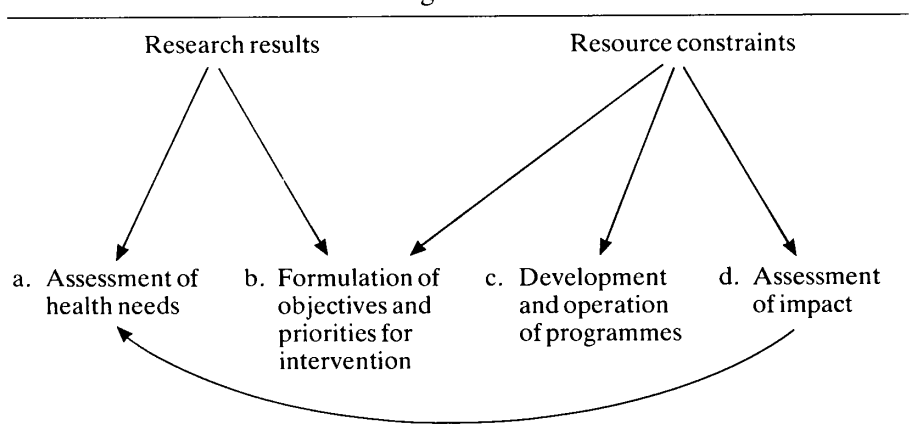 Research results
Resource constraints
a. Assessment of
health needs
b. Formulation of
objectives and
priorities for
intervention
c. Development
and operation
of programmes
d. Assessment
of impact